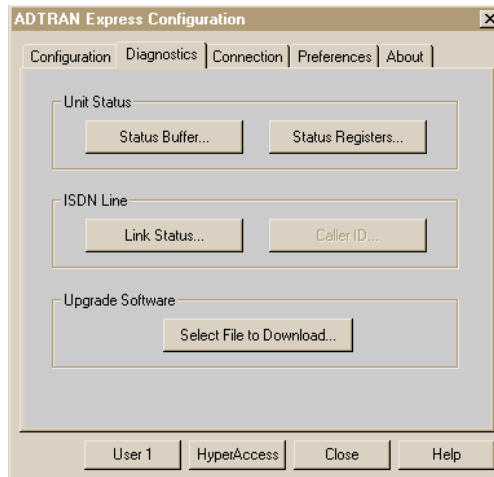 ADTRAN Express Configuration
Configuration Diagnostics Connection Preferences About
Unit Status
Status Buffer... Status Registers...
ISDN Line
Link Status... Caller ID...
Upgrade Software
Select File to Download...
User 1 HyperAccess Close Help